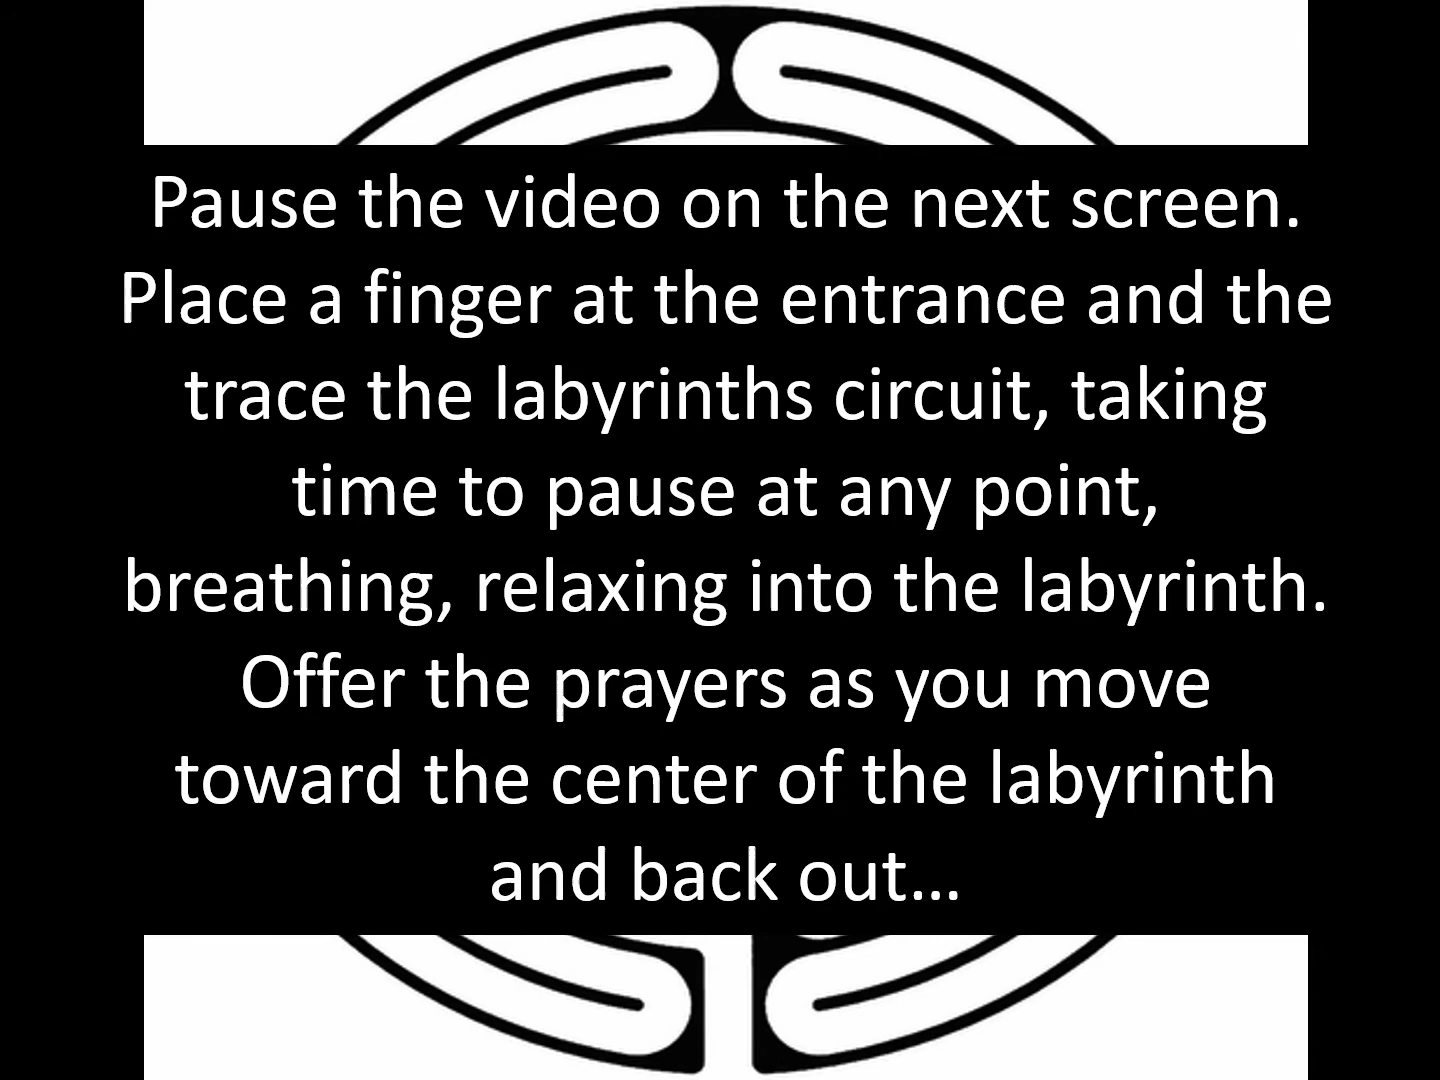 Pause the video on the next screen.
Place a finger at the entrance and the
trace the labyrinths circuit, taking
time to pause at any point,
breathing, relaxing into the labyrinth.
Offer the prayers as you move
toward the center of the labyrinth
and back out…